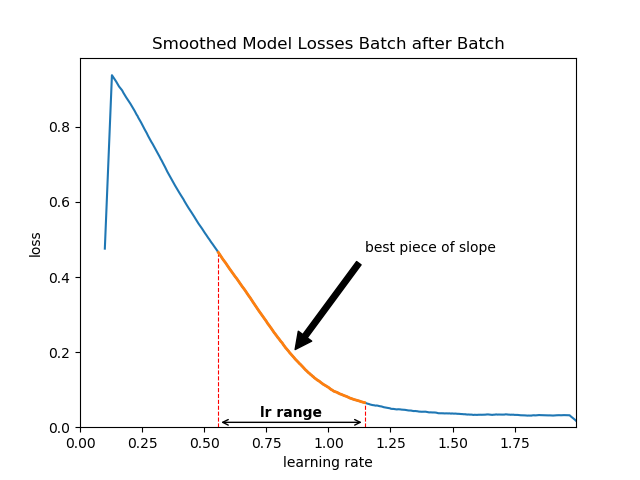 Smoothed Model Losses Batch after Batch
loss
0.8
0.6
0.4
0.2
0.0
best piece of slope
lr range
0.00 0.25 0.50 0.75 1.00 1.25 1.50 1.75
learning rate